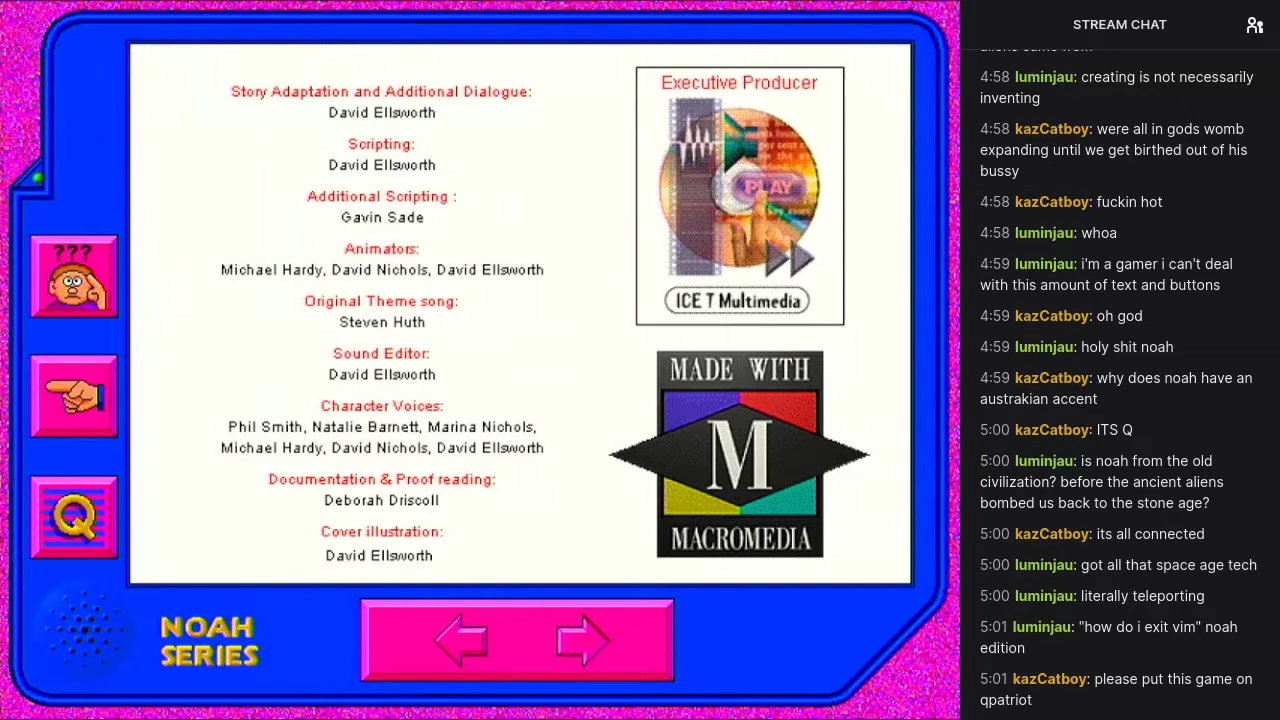 Story Adaptation and Additional Dialogue:
David Ellsworth
Scripting:
David Ellsworth
Additional Scripting :
Gavin Sade
Animators:
Michael Hardy, David Nichols, David Ellsworth
Original Theme song:
Steven Huth
Sound Editor:
David Ellsworth
Character Voices:
Phil Smith, Natalie Barnett, Marina Nichols,
Michael Hardy, David Nichols, David Ellsworth
Documentation & Proof reading:
Deborah Driscoll
Cover illustration:
David Ellsworth
Executive Producer
PLAY
ICE T Multimedia
MADE WITH
M
MACROMEDIA
???
Q
NOAH
SERIES
STREAM CHAT
4:58 luminjau: creating is not necessarily
inventing
4:58 kazCatboy: were all in gods womb
expanding until we get birthed out of his
bussy
4:58 kazCatboy: fuckin hot
4:58 luminjau: whoa
4:59 luminjau: i'm a gamer i can't deal
with this amount of text and buttons
4:59 kazCatboy: oh god
4:59 luminjau: holy shit noah
4:59 kazCatboy: why does noah have an
austrakian accent
5:00 kazCatboy: ITS Q
5:00 luminjau: is noah from the old
civilization? before the ancient aliens
bombed us back to the stone age?
5:00 kazCatboy: its all connected
5:00 luminjau: got all that space age tech
5:00 luminjau: literally teleporting
5:01 luminjau: "how do i exit vim" noah
edition
5:01 kazCatboy: please put this game on
qpatriot